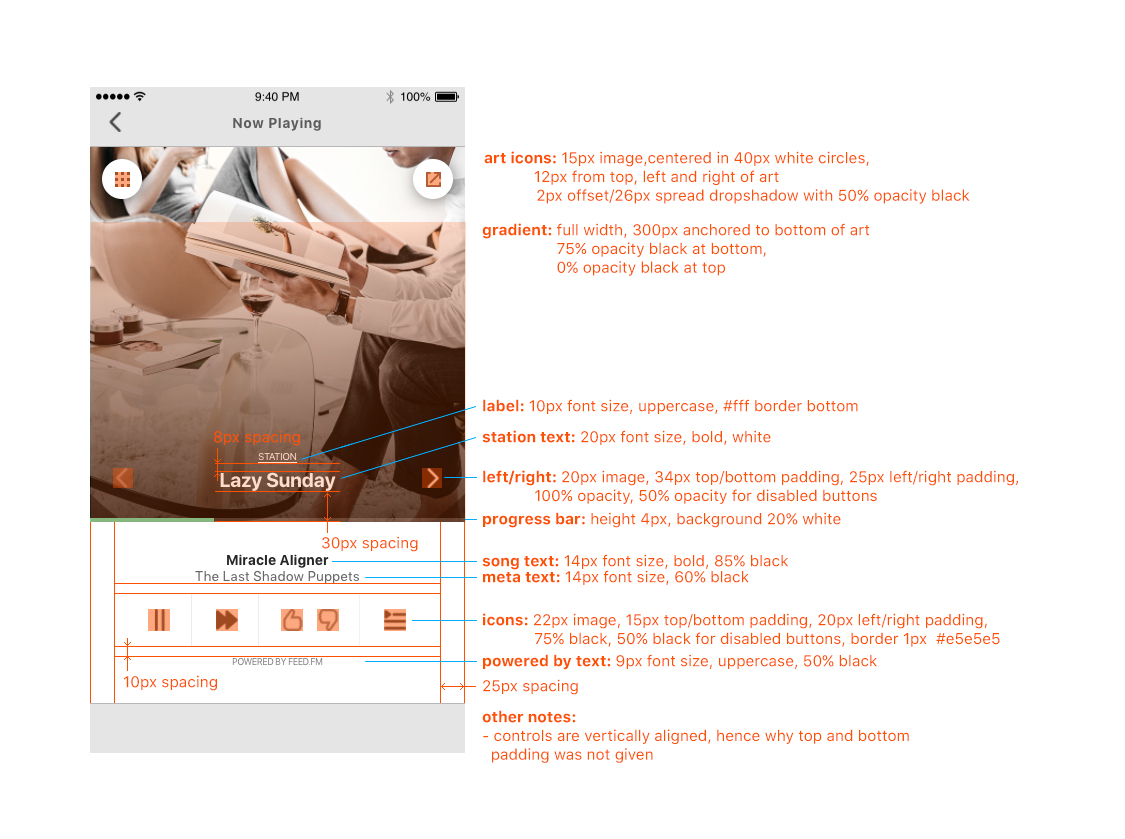 9:40 PM
100%
Now Playing
art icons: 15px image,centered in 40px white circles,
12px from top, left and right of art
2px offset/26px spread dropshadow with 50% opacity black
gradient: full width, 300px anchored to bottom of art
75% opacity black at bottom,
0% opacity black at top
label: 10px font size, uppercase, #fff border bottom
8px spacing
station text: 20px font size, bold, white
STATION
Lazy Sunday
left/right: 20px image, 34px top/bottom padding, 25px left/right padding,
100% opacity, 50% opacity for disabled buttons
progress bar: height 4px, background 20% white
30px spacing
Miracle Aligner
song text: 14px font size, bold, 85% black
The Last Shadow Puppets
meta text: 14px font size, 60% black
icons: 22px image, 15px top/bottom padding, 20px left/right padding,
75% black, 50% black for disabled buttons, border 1px #e5e5e5
POWERED BY FEED.FM
powered by text: 9px font size, uppercase, 50% black
10px spacing
25px spacing
other notes:
- controls are vertically aligned, hence why top and bottom
padding was not given